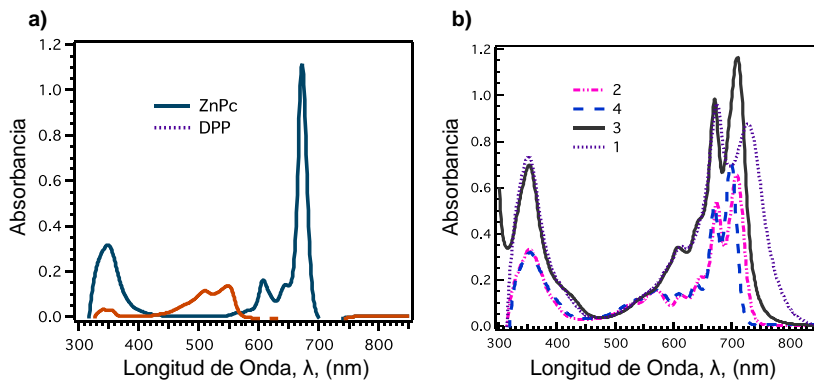 a)
1.2
1.0
0.8
0.6
0.4
0.2
0.0
Absorbancia
ZnPc
DPP
300 400 500 600 700 800
Longitud de Onda, λ, (nm)
b)
1.2
1.0
0.8
0.6
0.4
0.2
0.0
Absorbancia
2
4
3
1
300 400 500 600 700 800
Longitud de Onda, λ, (nm)